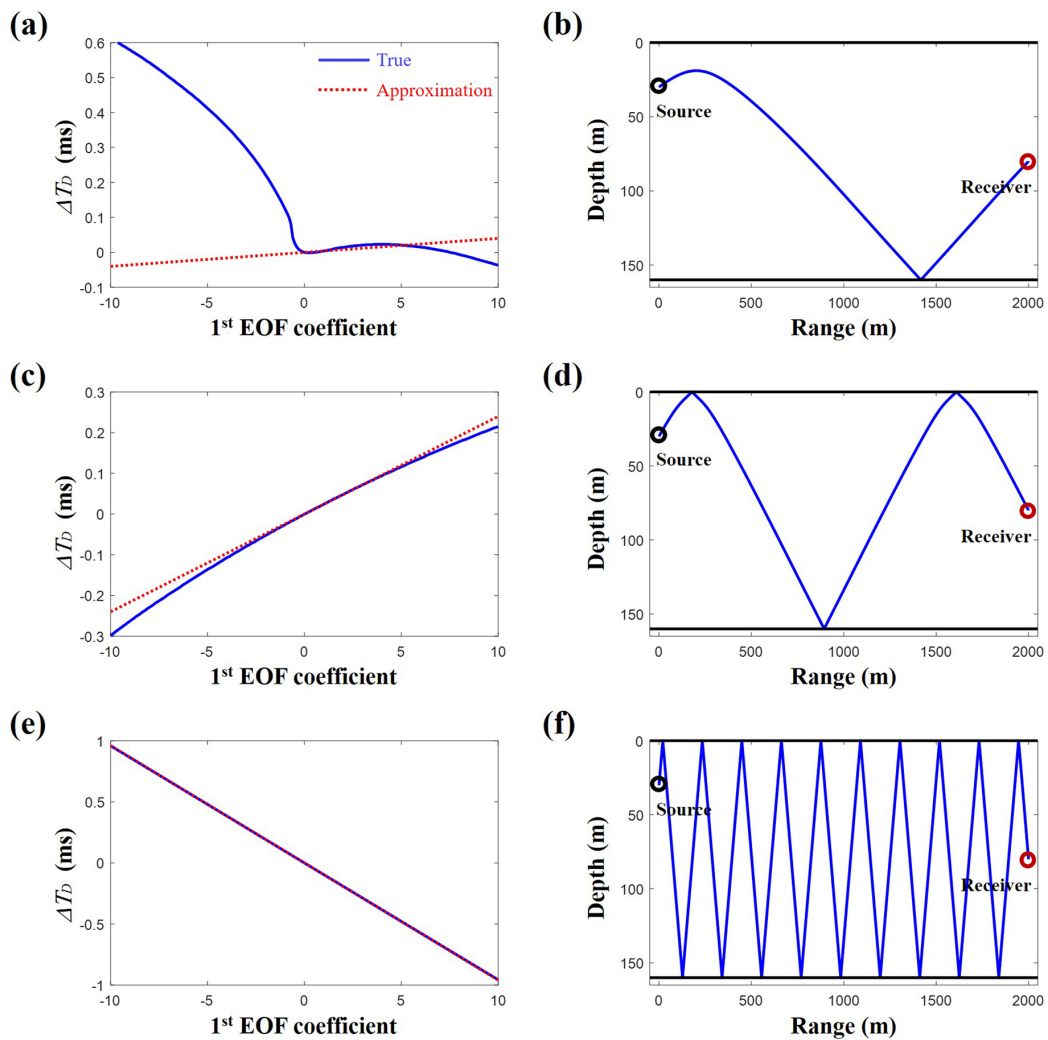 (a)
0.6
0.5
0.4
0.3
0.2
0.1
0
-0.1
ΔT_D (ms)
True
Approximation
-10
-5
0
5
10
1st EOF coefficient
(b)
0
50
100
150
Depth (m)
Source
Receiver
0
500
1000
1500
2000
Range (m)
(c)
0.3
0.2
0.1
0
-0.1
-0.2
-0.3
ΔT_D (ms)
-10
-5
0
5
10
1st EOF coefficient
(d)
0
50
100
150
Depth (m)
Source
Receiver
0
500
1000
1500
2000
Range (m)
(e)
1
0.5
0
-0.5
-1
ΔT_D (ms)
-10
-5
0
5
10
1st EOF coefficient
(f)
0
50
100
150
Depth (m)
Source
Receiver
0
500
1000
1500
2000
Range (m)